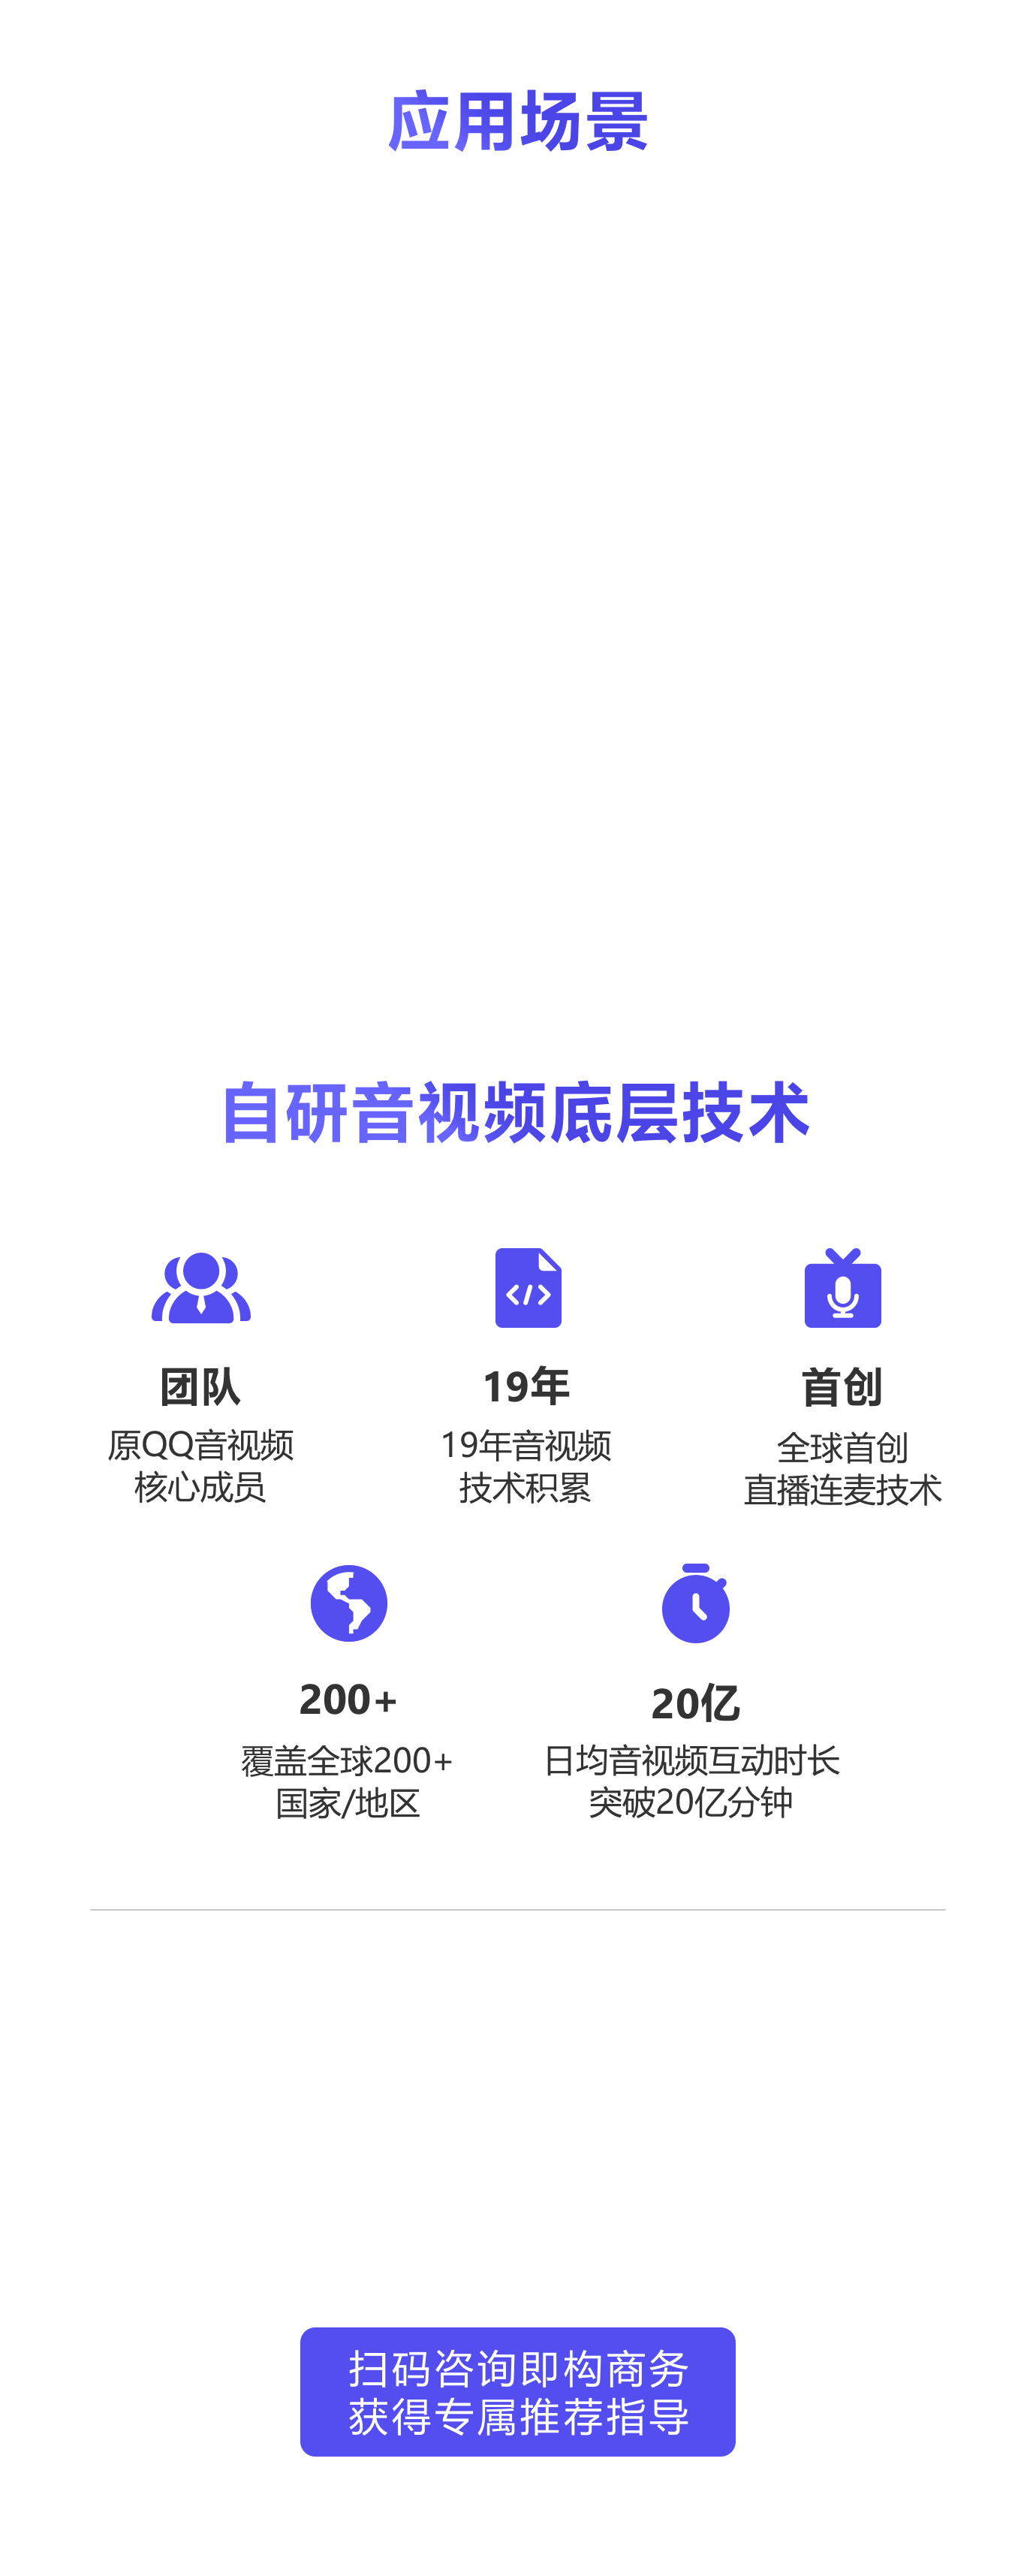 应用场景
自研音视频底层技术
团队
原QQ音视频
核心成员
19年
19年音视频
技术积累
首创
全球首创
直播连麦技术
200+
覆盖全球200+
国家/地区
20亿
日均音视频互动时长
突破20亿分钟
扫码咨询即构商务
获得专属推荐指导